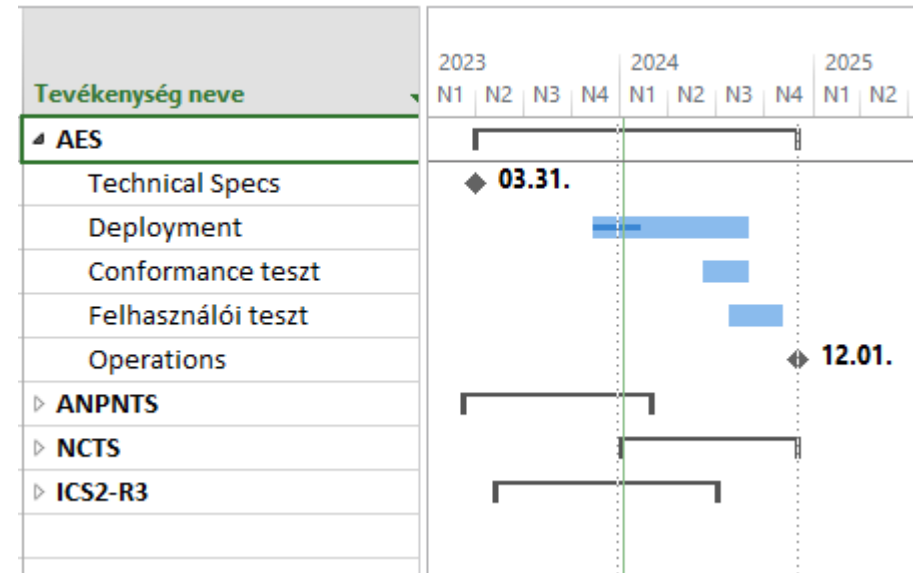 2023 2024 2025
Tevékenység neve N1 N2 N3 N4 N1 N2 N3 N4 N1 N2
AES
Technical Specs 03.31.
Deployment
Conformance teszt
Felhasználói teszt
Operations 12.01.
ANPNTS
NCTS
ICS2-R3